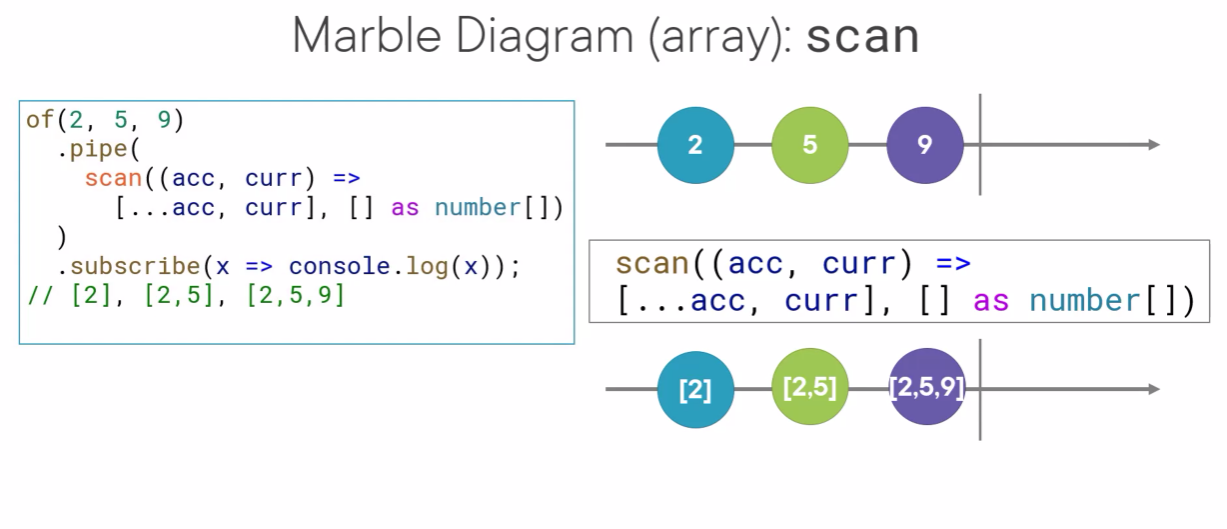 Marble Diagram (array): scan
of(2, 5, 9)
.pipe(
scan((acc, curr) =>
[...acc, curr], [] as number[])
)
.subscribe(x => console.log(x));
// [2], [2,5], [2,5,9]
2 5 9
scan((acc, curr) =>
[...acc, curr], [] as number[])
[2] [2,5] [2,5,9]